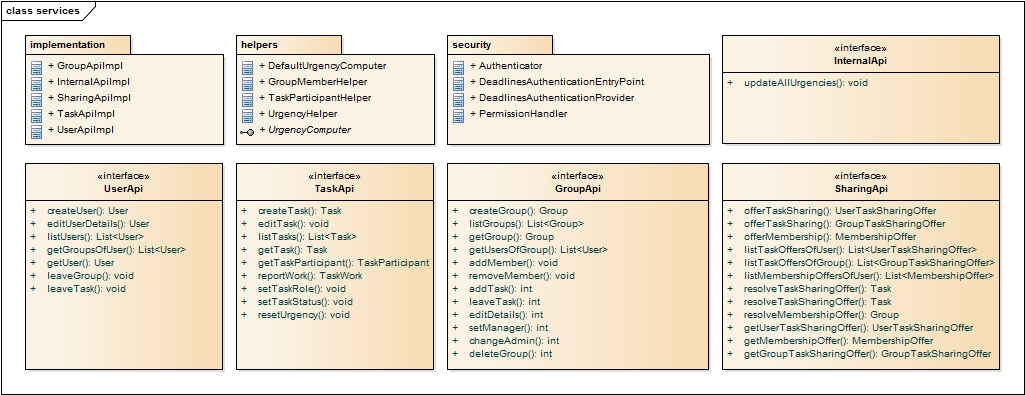 class services
implementation
+ GroupApiImpl
+ InternalApiImpl
+ SharingApiImpl
+ TaskApiImpl
+ UserApiImpl
helpers
+ DefaultUrgencyComputer
+ GroupMemberHelper
+ TaskParticipantHelper
+ UrgencyHelper
+ UrgencyComputer
security
+ Authenticator
+ DeadlinesAuthenticationEntryPoint
+ DeadlinesAuthenticationProvider
+ PermissionHandler
«interface»
InternalApi
+ updateAllUrgencies(): void
«interface»
UserApi
+ createUser(): User
+ editUserDetails(): User
+ listUsers(): List<User>
+ getGroupsOfUser(): List<User>
+ getUser(): User
+ leaveGroup(): void
+ leaveTask(): void
«interface»
TaskApi
+ createTask(): Task
+ editTask(): void
+ listTasks(): List<Task>
+ getTask(): Task
+ getTaskParticipant(): TaskParticipant
+ reportWork(): TaskWork
+ setTaskRole(): void
+ setTaskStatus(): void
+ resetUrgency(): void
«interface»
GroupApi
+ createGroup(): Group
+ listGroups(): List<Group>
+ getGroup(): Group
+ getUsersOfGroup(): List<User>
+ addMember(): void
+ removeMember(): void
+ addTask(): int
+ leaveTask(): int
+ editDetails(): int
+ setManager(): int
+ changeAdmin(): int
+ deleteGroup(): int
«interface»
SharingApi
+ offerTaskSharing(): UserTaskSharingOffer
+ offerTaskSharing(): GroupTaskSharingOffer
+ offerMembership(): MembershipOffer
+ listTaskOffersOfUser(): List<UserTaskSharingOffer>
+ listTaskOffersOfGroup(): List<GroupTaskSharingOffer>
+ listMembershipOffersOfUser(): List<MembershipOffer>
+ resolveTaskSharingOffer(): Task
+ resolveTaskSharingOffer(): Task
+ resolveMembershipOffer(): Group
+ getUserTaskSharingOffer(): UserTaskSharingOffer
+ getMembershipOffer(): MembershipOffer
+ getGroupTaskSharingOffer(): GroupTaskSharingOffer